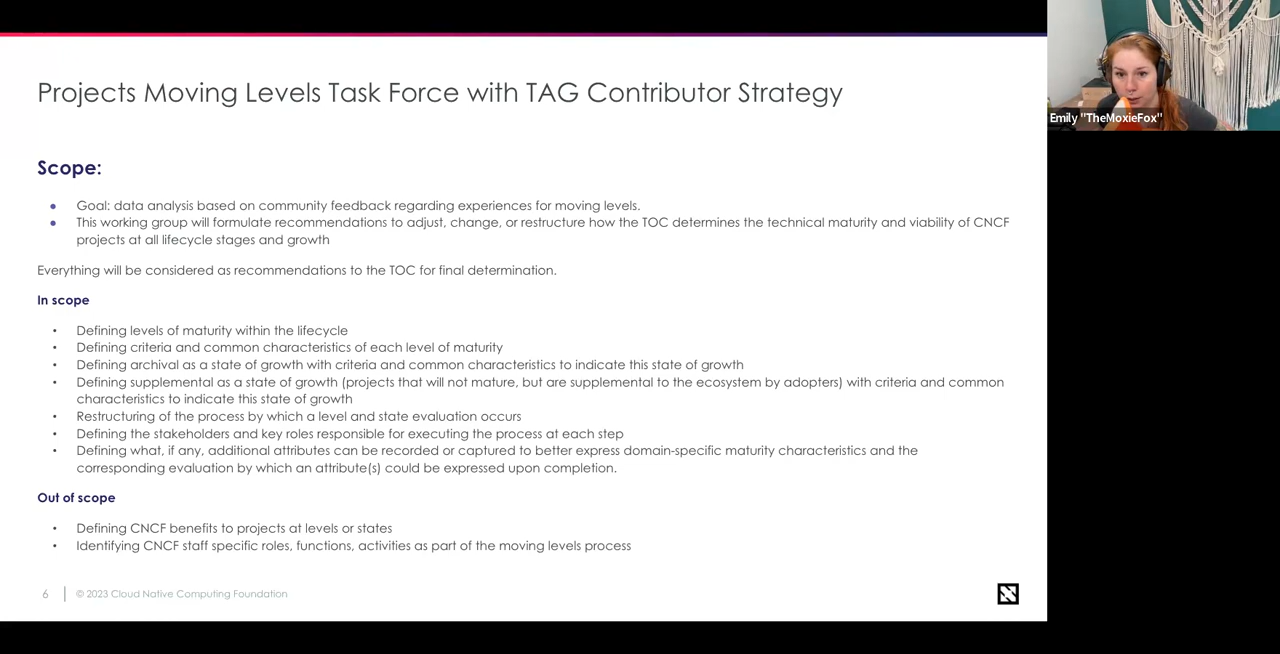 Projects Moving Levels Task Force with TAG Contributor Strategy
Emily "TheMoxieFox"
Scope:
• Goal: data analysis based on community feedback regarding experiences for moving levels.
• This working group will formulate recommendations to adjust, change, or restructure how the TOC determines the technical maturity and viability of CNCF
projects at all lifecycle stages and growth
Everything will be considered as recommendations to the TOC for final determination.
In scope
• Defining levels of maturity within the lifecycle
• Defining criteria and common characteristics of each level of maturity
• Defining archival as a state of growth with criteria and common characteristics to indicate this state of growth
• Defining supplemental as a state of growth (projects that will not mature, but are supplemental to the ecosystem by adopters) with criteria and common
characteristics to indicate this state of growth
• Restructuring of the process by which a level and state evaluation occurs
• Defining the stakeholders and key roles responsible for executing the process at each step
• Defining what, if any, additional attributes can be recorded or captured to better express domain-specific maturity characteristics and the
corresponding evaluation by which an attribute(s) could be expressed upon completion.
Out of scope
• Defining CNCF benefits to projects at levels or states
• Identifying CNCF staff specific roles, functions, activities as part of the moving levels process
6 © 2023 Cloud Native Computing Foundation